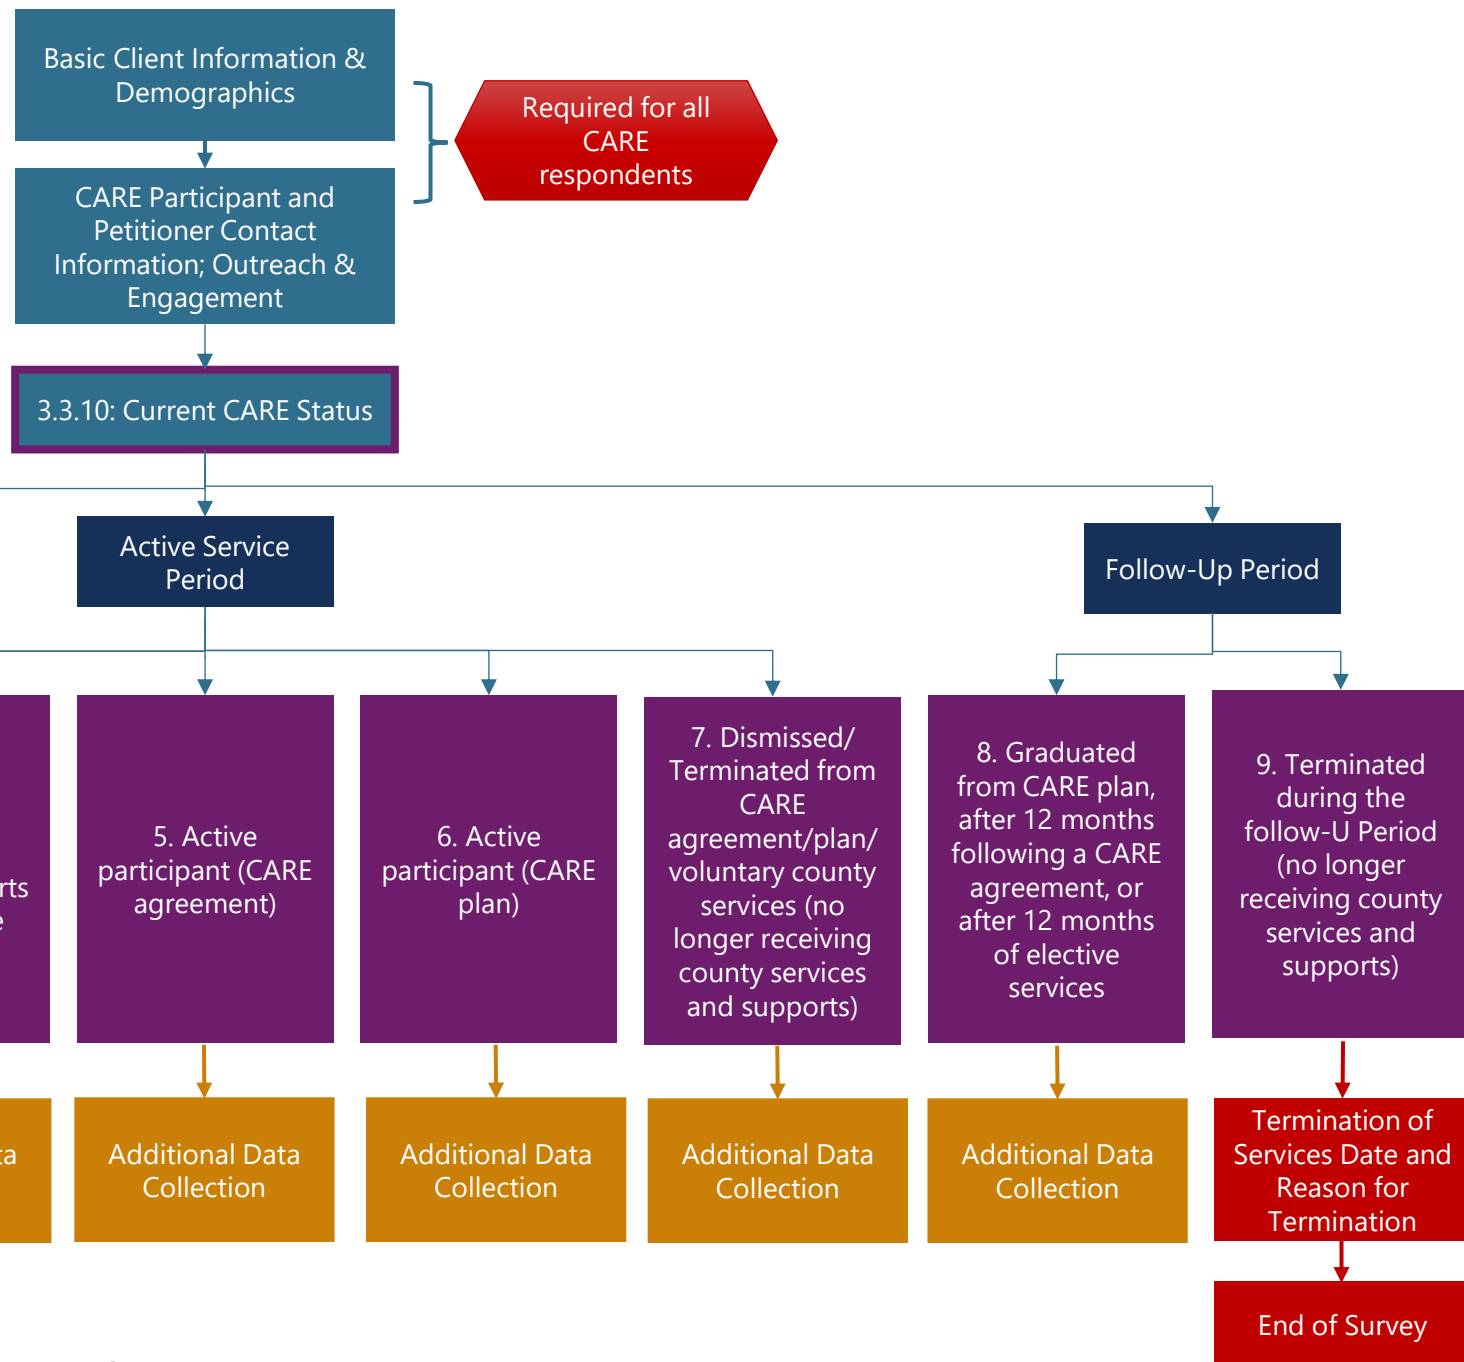 Basic Client Information &
Demographics
Required for all
CARE
respondents
CARE Participant and
Petitioner Contact
Information; Outreach &
Engagement
3.3.10: Current CARE Status
Active Service
Period
Follow-Up Period
5. Active
participant (CARE
agreement)
6. Active
participant (CARE
plan)
7. Dismissed/
Terminated from
CARE
agreement/plan/
voluntary county
services (no
longer receiving
county services
and supports)
8. Graduated
from CARE plan,
after 12 months
following a CARE
agreement, or
after 12 months
of elective
services
9. Terminated
during the
follow-U Period
(no longer
receiving county
services and
supports)
Additional Data
Collection
Additional Data
Collection
Additional Data
Collection
Additional Data
Collection
Termination of
Services Date and
Reason for
Termination
End of Survey